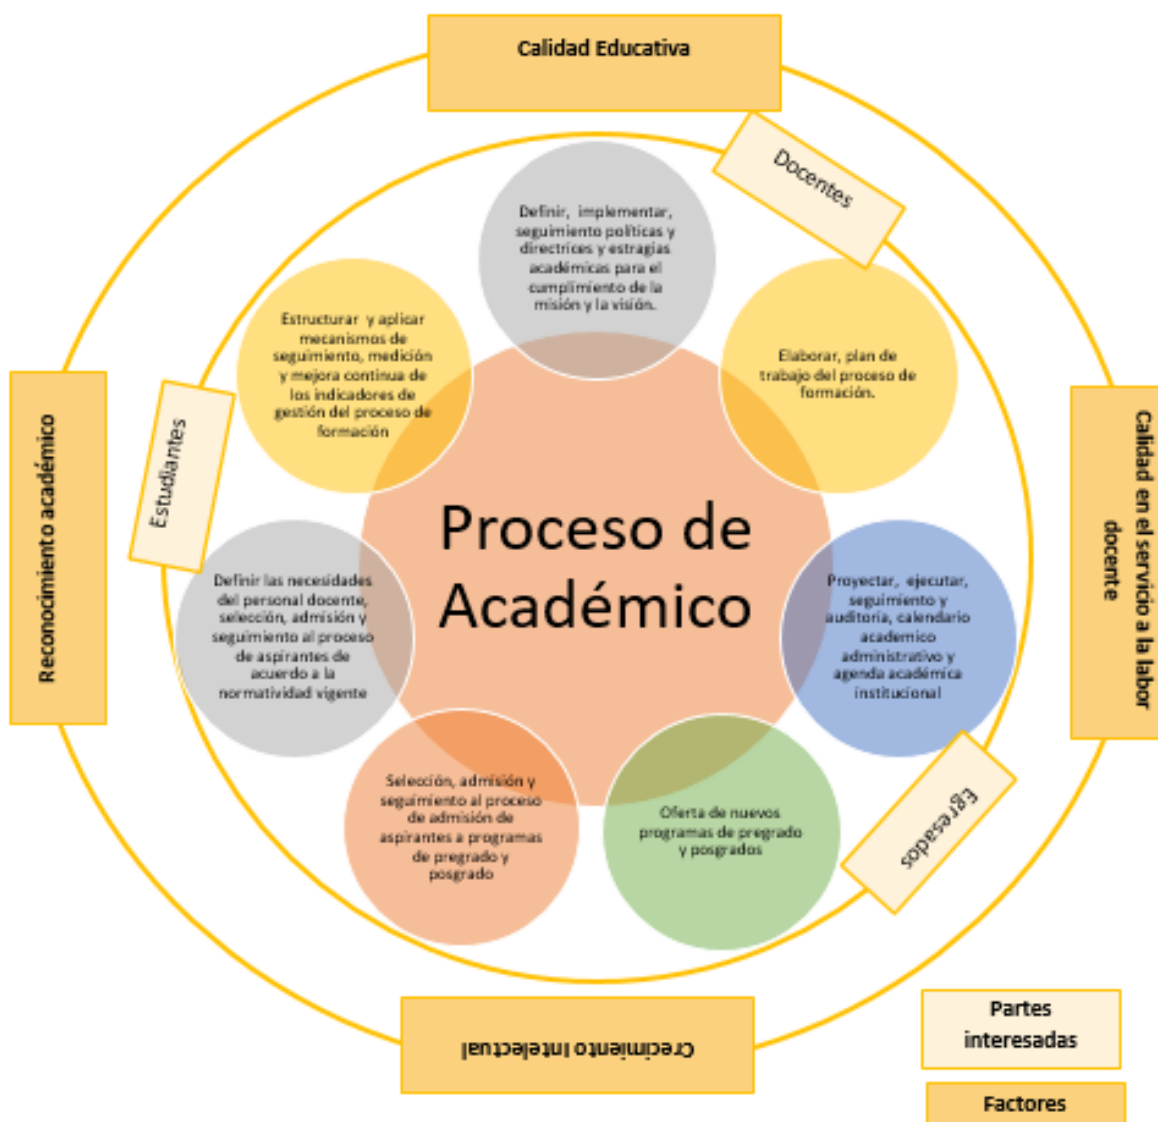 Calidad Educativa
Docentes
Definir, implementar,
seguimiento políticas y
directrices y estragias
académicas para el
cumplimiento de la
misión y la visión.
Estructurar y aplicar
mecanismos de
seguimiento, medición
y mejora continua de
los indicadores de
gestión del proceso de
formación
Elaborar, plan de
trabajo del proceso de
formación.
Reconocimiento académico
Estudiantes
Calidad en el servicio a la labor
docente
Proceso de
Académico
Definir las necesidades
del personal docente,
selección, admisión y
seguimiento al proceso
de aspirantes de
acuerdo a la
normatividad vigente
Proyectar, ejecutar,
seguimiento y
auditoría, calendario
academico
administrativo y
agenda académica
institucional
Selección, admisión y
seguimiento al proceso
de admisión de
aspirantes a programas
de pregrado y
posgrado
Oferta de nuevos
programas de pregrado
y posgrados
Egresados
Crecimiento Intelectual
Partes
interesadas
Factores